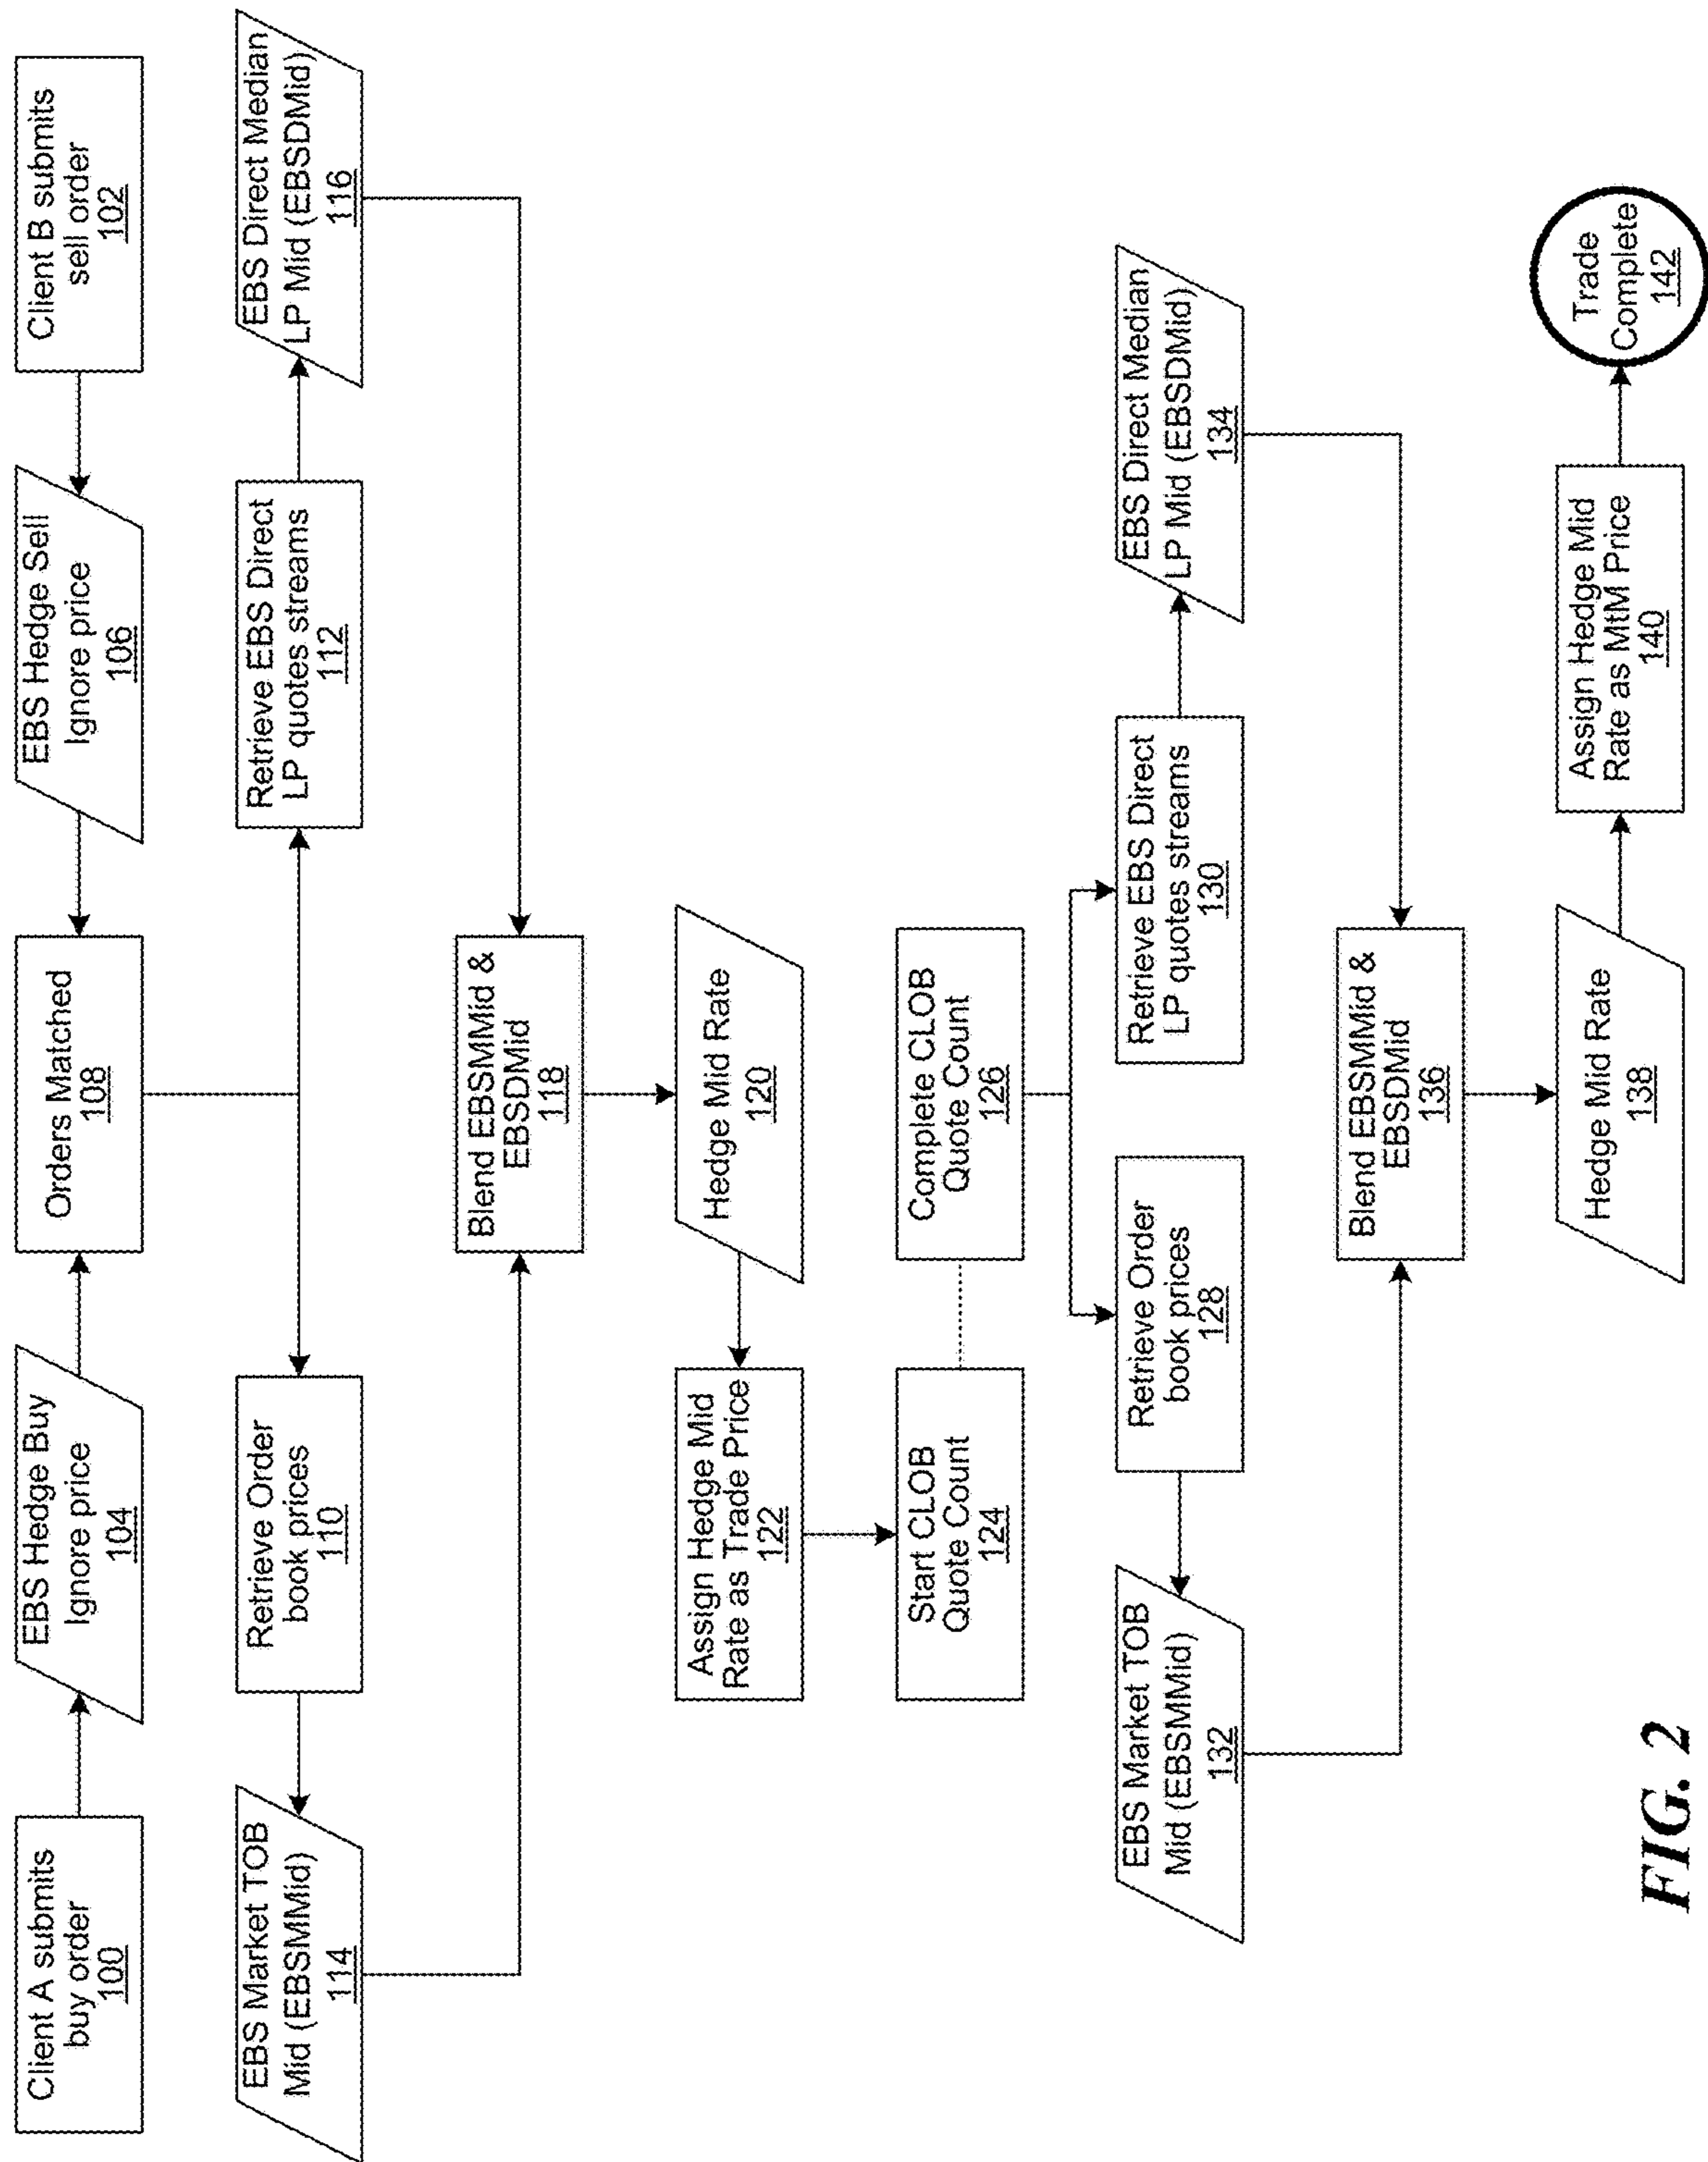 Client A submits
buy order
100
EBS Hedge Buy
Ignore price
104
Orders Matched
108
EBS Hedge Sell
Ignore price
106
Client B submits
sell order
102
EBS Market TOB
Mid (EBSMMid)
114
Retrieve Order
book prices
110
Retrieve EBS Direct
LP quotes streams
112
EBS Direct Median
LP Mid (EBSDMid)
116
Blend EBSMMid &
EBSDMid
118
Assign Hedge Mid
Rate as Trade Price
122
Hedge Mid Rate
120
Start CLOB
Quote Count
124
Complete CLOB
Quote Count
126
EBS Market TOB
Mid (EBSMMid)
132
Retrieve Order
book prices
128
Retrieve EBS Direct
LP quotes streams
130
EBS Direct Median
LP Mid (EBSDMid)
134
Blend EBSMMid &
EBSDMid
136
Hedge Mid Rate
138
Assign Hedge Mid
Rate as MtM Price
140
Trade
Complete
142
FIG. 2